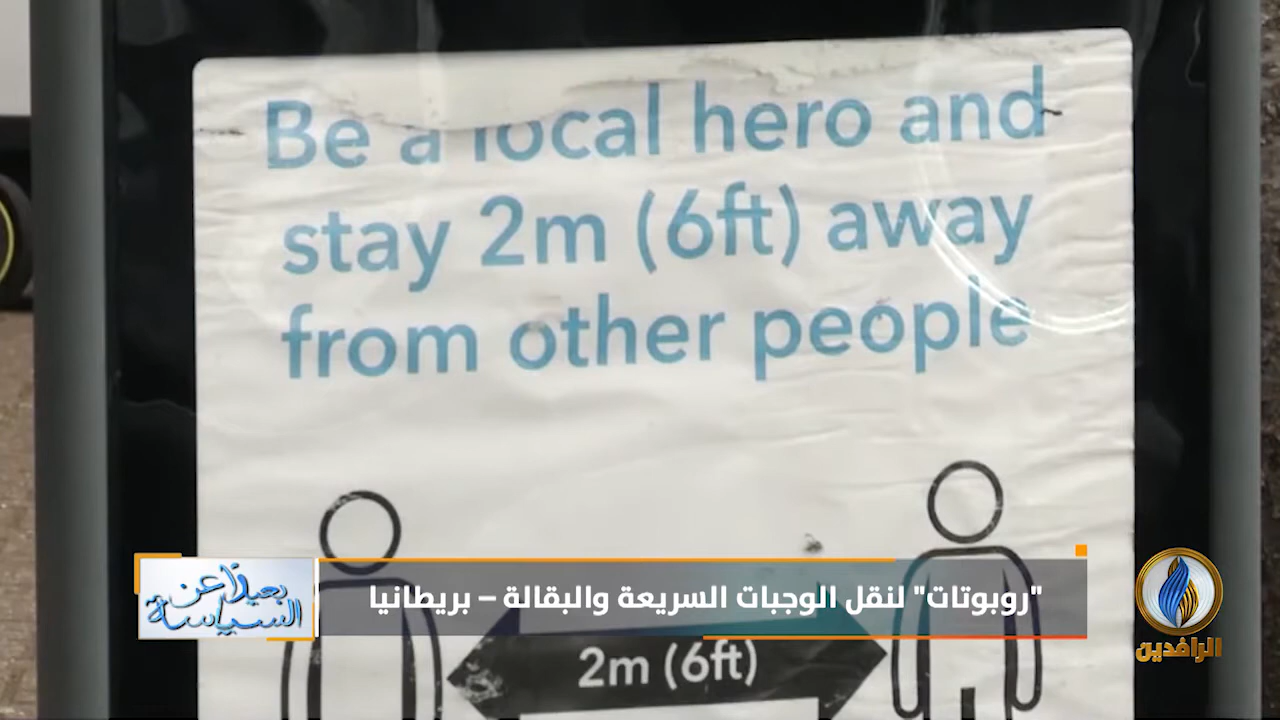 Be a local hero and
stay 2m (6ft) away
from other people
"روبوتات" لنقل الوجبات السريعة والبقالة – بريطانيا
بعيدًا عن
السياسة
2m (6ft)
الرافدين